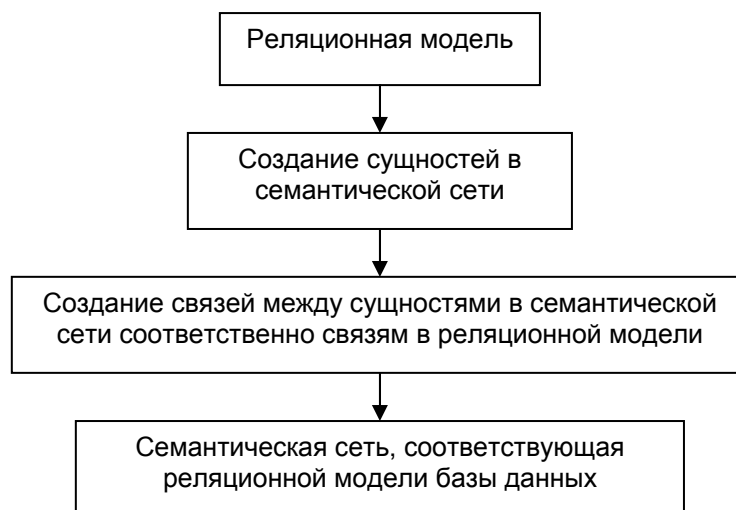 Реляционная модель
Создание сущностей в
семантической сети
Создание связей между сущностями в семантической
сети соответственно связям в реляционной модели
Семантическая сеть, соответствующая
реляционной модели базы данных